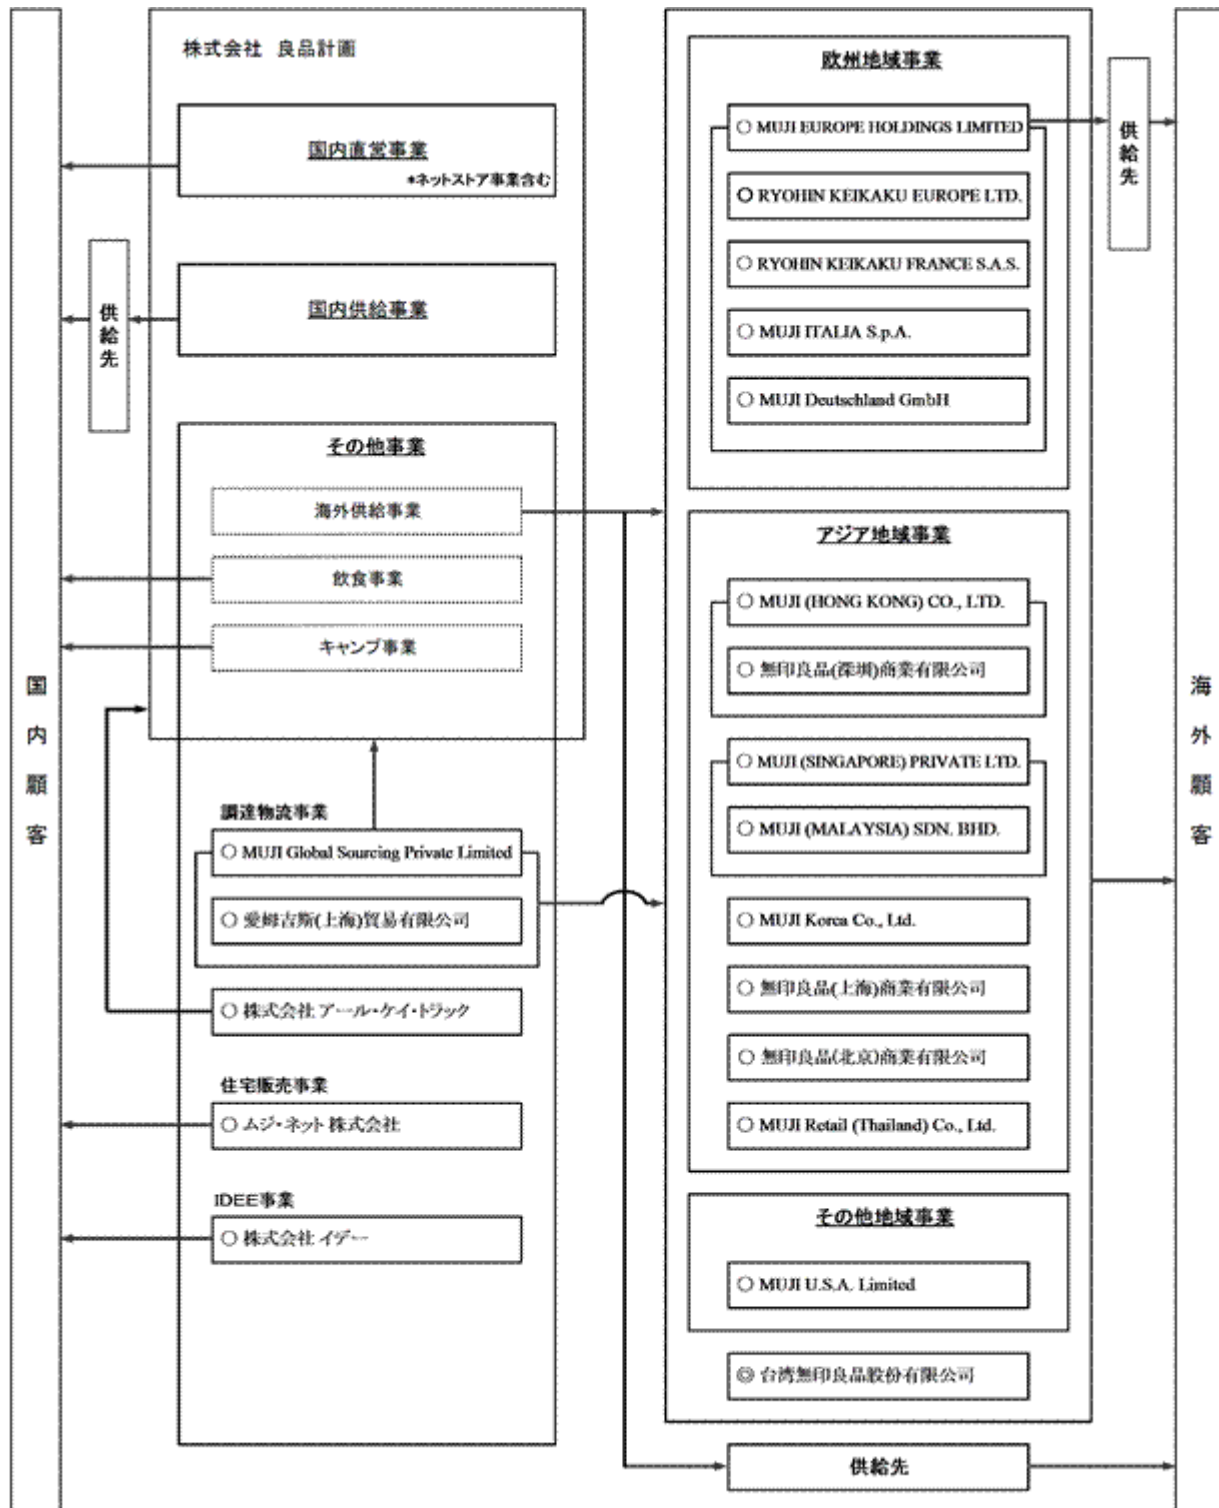 国内顧客
株式会社 良品計画
国内直営事業
*ネットストア事業含む
供給先
国内供給事業
その他事業
海外供給事業
飲食事業
キャンプ事業
調達物流事業
○ MUJI Global Sourcing Private Limited
○ 愛姆吉斯(上海)貿易有限公司
○ 株式会社 アール・ケイ・トラック
住宅販売事業
○ ムジ・ネット 株式会社
IDEE事業
○ 株式会社 イデー
欧州地域事業
○ MUJI EUROPE HOLDINGS LIMITED
○ RYOHIN KEIKAKU EUROPE LTD.
○ RYOHIN KEIKAKU FRANCE S.A.S.
○ MUJI ITALIA S.p.A.
○ MUJI Deutschland GmbH
供給先
アジア地域事業
○ MUJI (HONG KONG) CO., LTD.
○ 無印良品(深圳)商業有限公司
○ MUJI (SINGAPORE) PRIVATE LTD.
○ MUJI (MALAYSIA) SDN. BHD.
○ MUJI Korea Co., Ltd.
○ 無印良品(上海)商業有限公司
○ 無印良品(北京)商業有限公司
○ MUJI Retail (Thailand) Co., Ltd.
その他地域事業
○ MUJI U.S.A. Limited
◎ 台湾無印良品股份有限公司
供給先
海外顧客